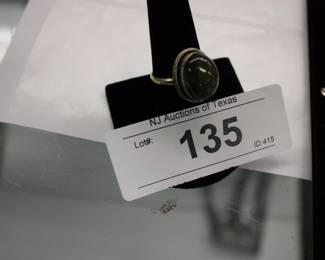 NJ Auctions of Texas
Lot#: 135 ID:415